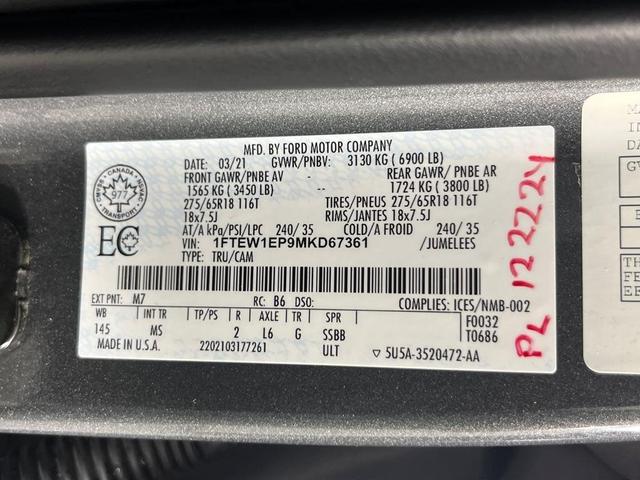 MFD. BY FORD MOTOR COMPANY
03/21 GVWR/PNBV: 3130 KG ( 6900 LB)
FRONT GAWR/ PNBE AV REAR GAWR/ PNBE AR
1565 KG ( 3450 LB) -- 1724 KG ( 3800 LB)
275/65R18 116T TIRES/PNEUS 275/65R18 116T
18x7.5J RIMS/JANTES 18x7.5J
AT/A kPa/PSI/LPC 240/ 35 COLD/A FROID 240/ 35
VIN: 1FTEW1EP9MKD67361 /JUMELEES
TYPE: TRU/CAM
CANADA
977
TRANSPORT
EC
EXT PNT: M7 RC: B6 DSO: COMPLIES: ICES/NMB-002
WB INT TR TP/PS R AXLE TR SPR F0032
145 MS 2 L6 G SSBB T0686
MADE IN U.S.A. 2202103177261 ULT 5U5A-3520472-AA
PL 122224